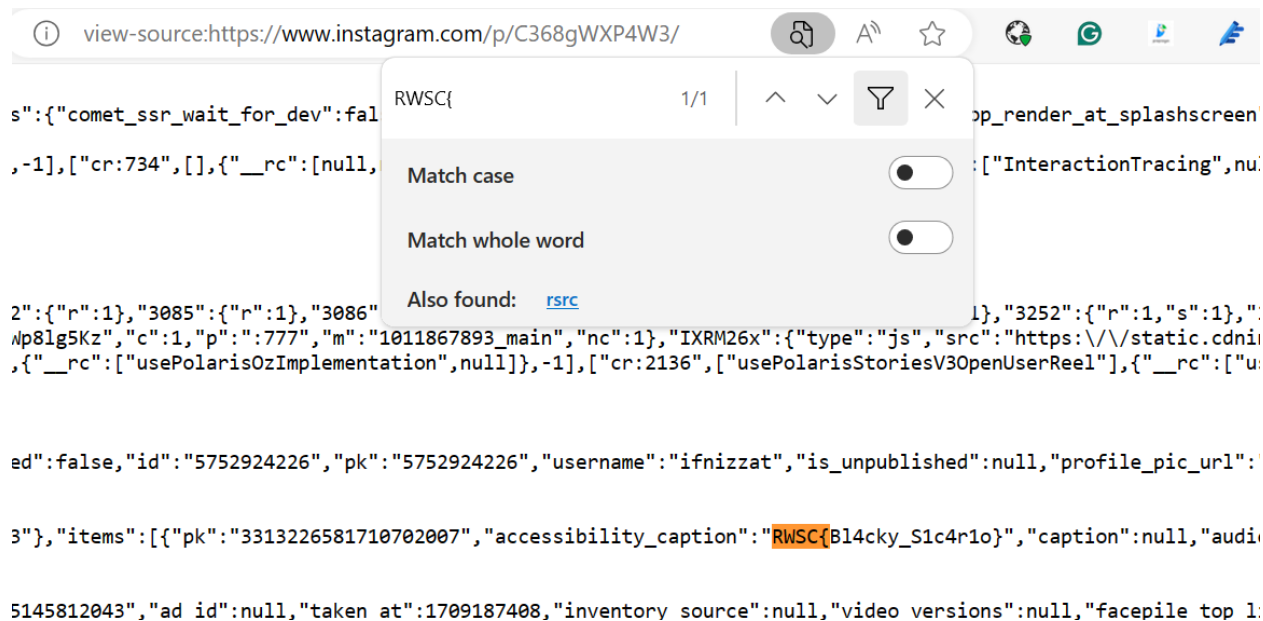 view-source:https://www.instagram.com/p/C368gWXP4W3/
RWSC{ 1/1
s":{"comet_ssr_wait_for_dev":fal pp_render_at_splashscreen"
,-1],["cr:734",[],{"__rc":[null, :["InteractionTracing",nul
Match case
Match whole word
Also found: rsrc
2":{"r":1},"3085":{"r":1},"3086" 1},"3252":{"r":1,"s":1},"
Wp8lg5Kz","c":1,"p":":777","m":"1011867893_main","nc":1},"IXRM26x":{"type":"js","src":"https:\/\/static.cdni
,{"__rc":["usePolarisOzImplementation",null]},-1],["cr:2136",["usePolarisStoriesV3OpenUserReel"],{"__rc":["u
ed":false,"id":"5752924226","pk":"5752924226","username":"ifnizzat","is_unpublished":null,"profile_pic_url":"
3"},"items":[{"pk":"3313226581710702007","accessibility_caption":"RWSC{Bl4cky_S1c4r1o}","caption":null,"audi
5145812043","ad_id":null,"taken_at":1709187408,"inventory_source":null,"video_versions":null,"facepile_top_l